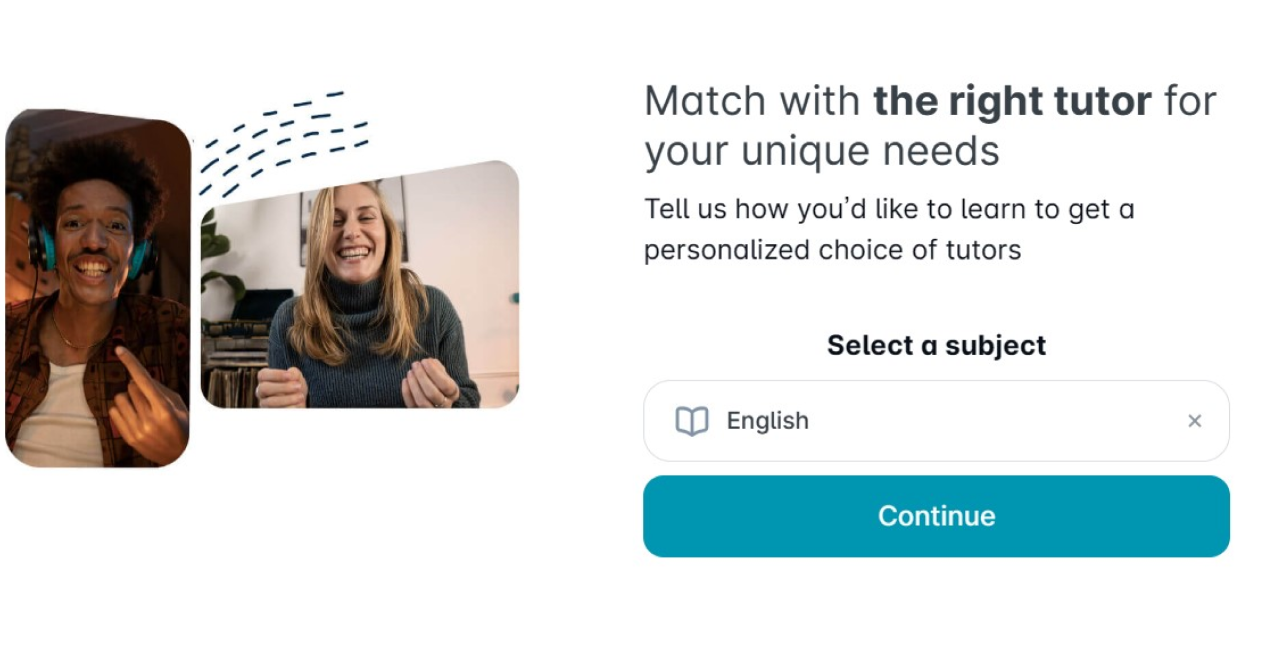 Match with the right tutor for
your unique needs
Tell us how you’d like to learn to get a
personalized choice of tutors
Select a subject
English
Continue